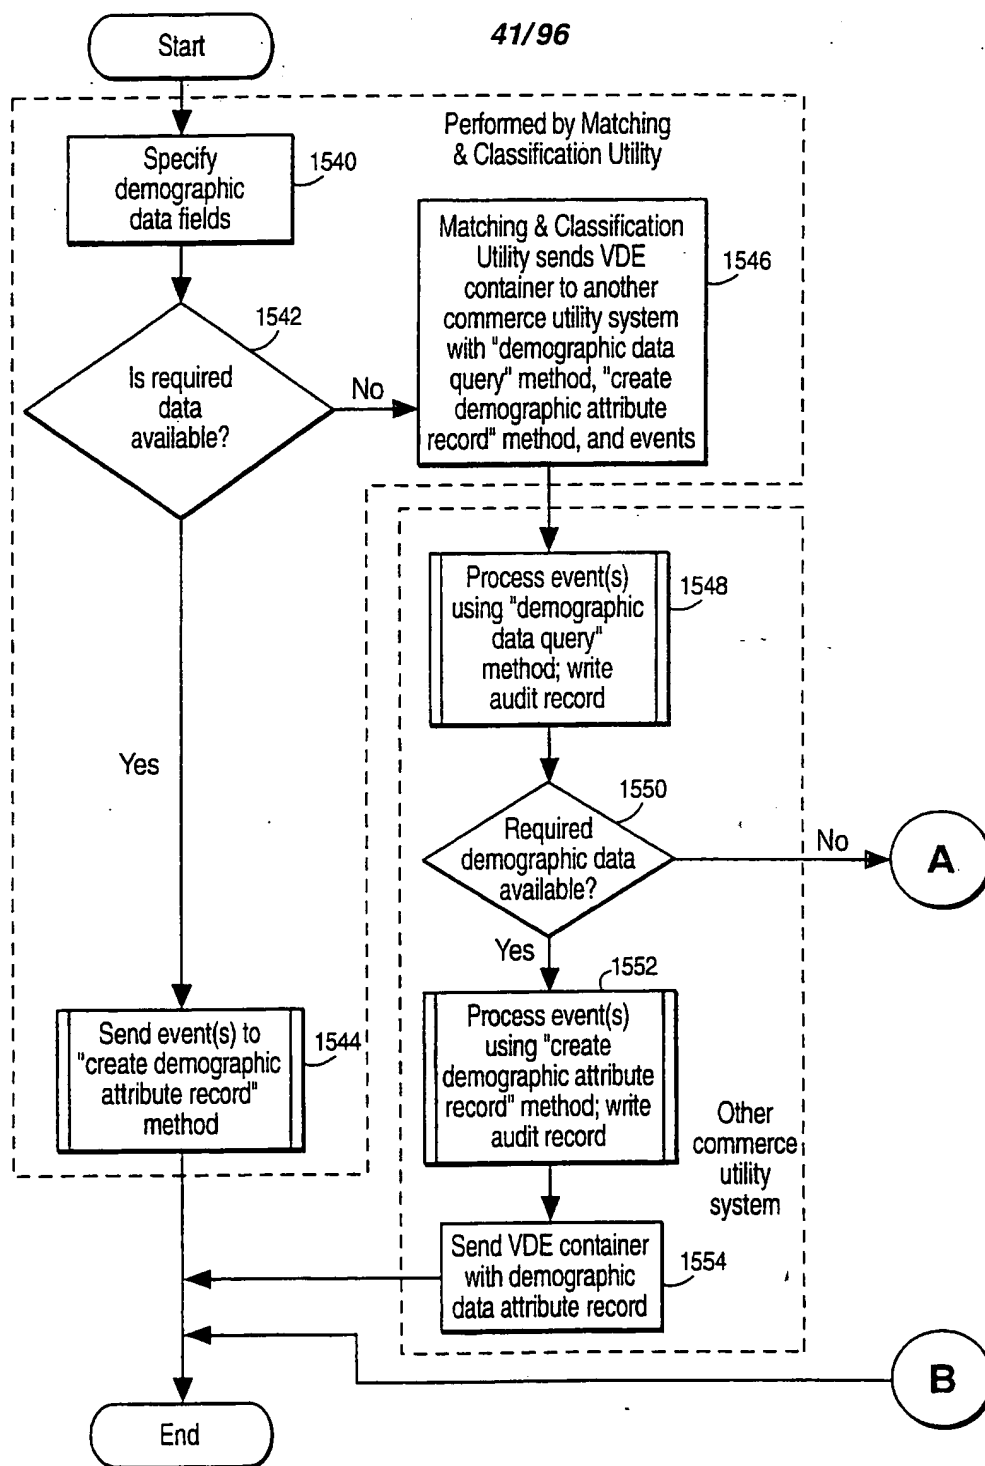 41/96
Start
Performed by Matching
& Classification Utility
Specify
demographic
data fields
1540
Matching & Classification
Utility sends VDE
container to another
commerce utility system
with "demographic data
query" method, "create
demographic attribute
record" method, and events
1546
1542
Is required
data
available?
No
Process event(s)
using "demographic
data query"
method; write
audit record
1548
Yes
1550
Required
demographic data
available?
No
A
Yes
1552
Process event(s)
using "create
demographic attribute
record" method; write
audit record
Send event(s) to
"create demographic
attribute record"
method
1544
Other
commerce
utility
system
Send VDE container
with demographic
data attribute record
1554
B
End